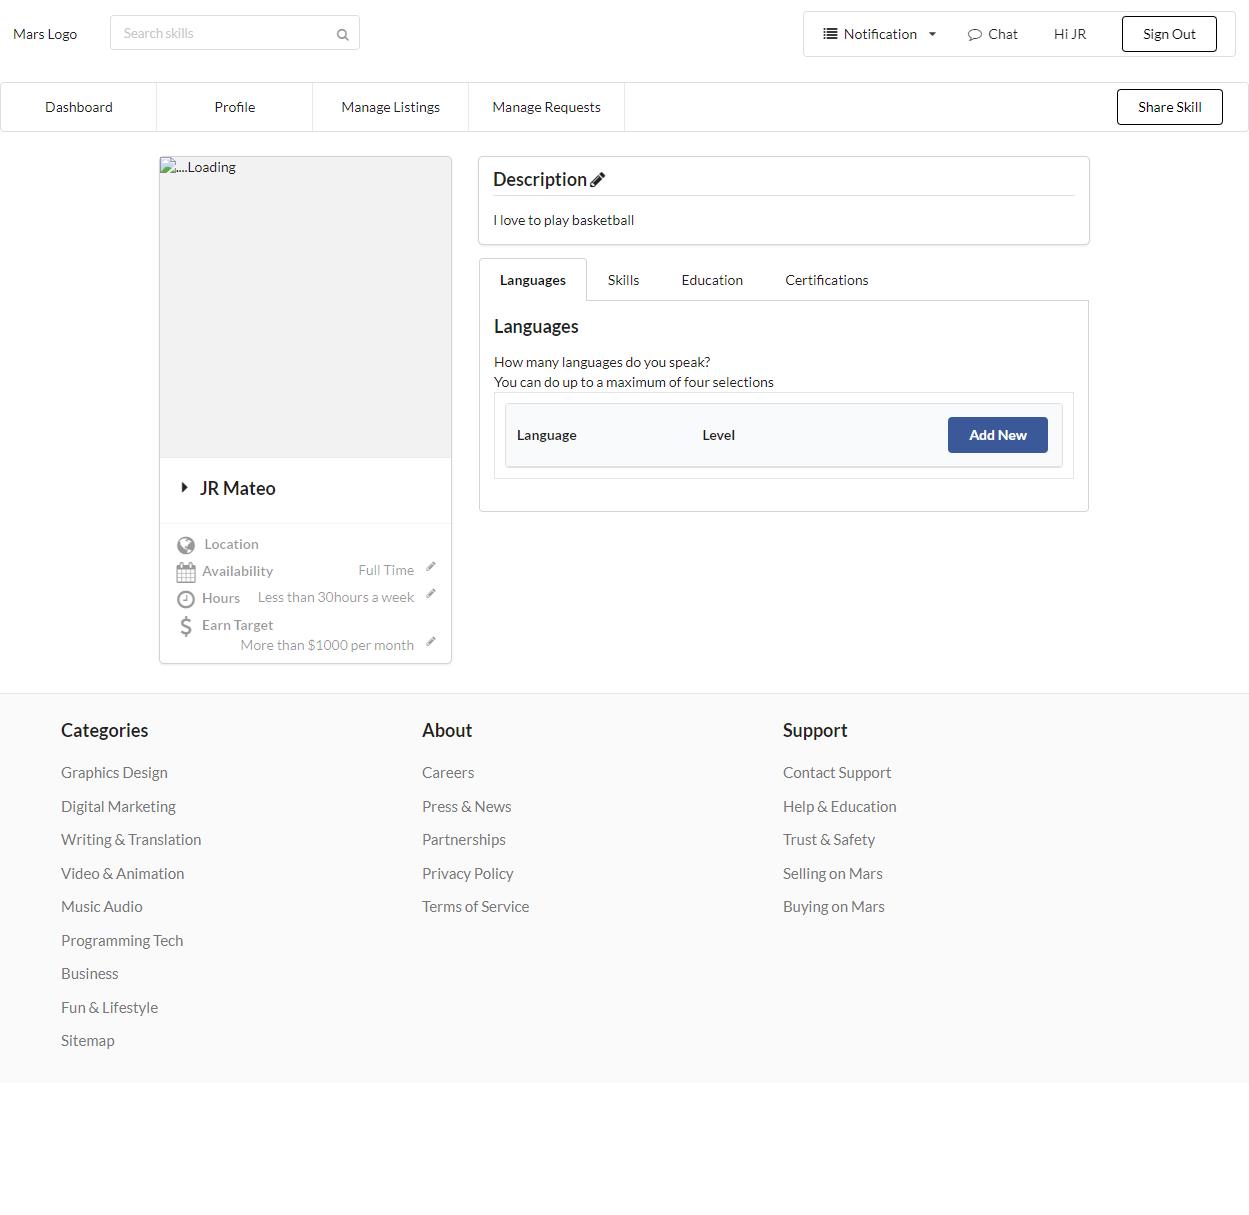 Mars Logo
Search skills
Notification
Chat
Hi JR
Sign Out
Dashboard
Profile
Manage Listings
Manage Requests
Share Skill
....Loading
JR Mateo
Location
Availability
Full Time
Hours
Less than 30hours a week
Earn Target
More than $1000 per month
Description
I love to play basketball
Languages
Skills
Education
Certifications
Languages
How many languages do you speak?
You can do up to a maximum of four selections
Language
Level
Add New
Categories
Graphics Design
Digital Marketing
Writing & Translation
Video & Animation
Music Audio
Programming Tech
Business
Fun & Lifestyle
Sitemap
About
Careers
Press & News
Partnerships
Privacy Policy
Terms of Service
Support
Contact Support
Help & Education
Trust & Safety
Selling on Mars
Buying on Mars